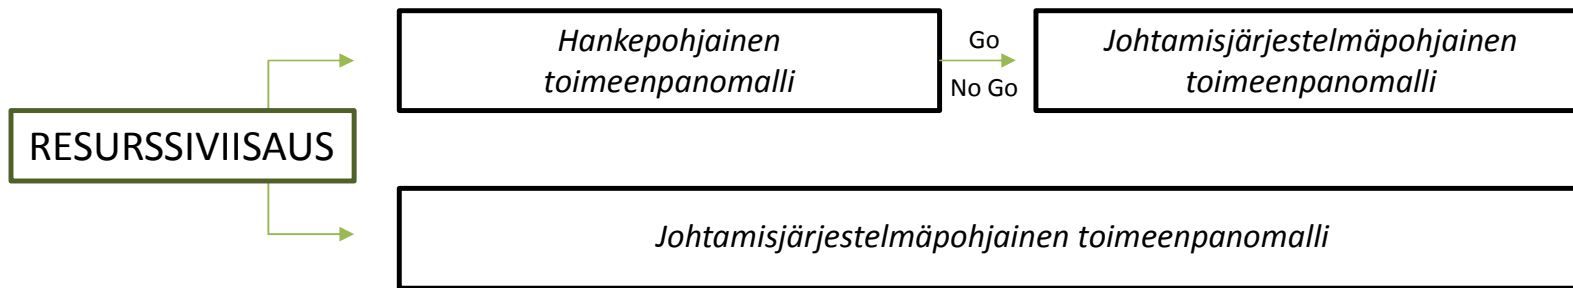 Hankepohjainen
toimeenpanomalli
Go
No Go
Johtamisjärjestelmäpohjainen
toimeenpanomalli
RESURSSIVIISAUS
Johtamisjärjestelmäpohjainen toimeenpanomalli